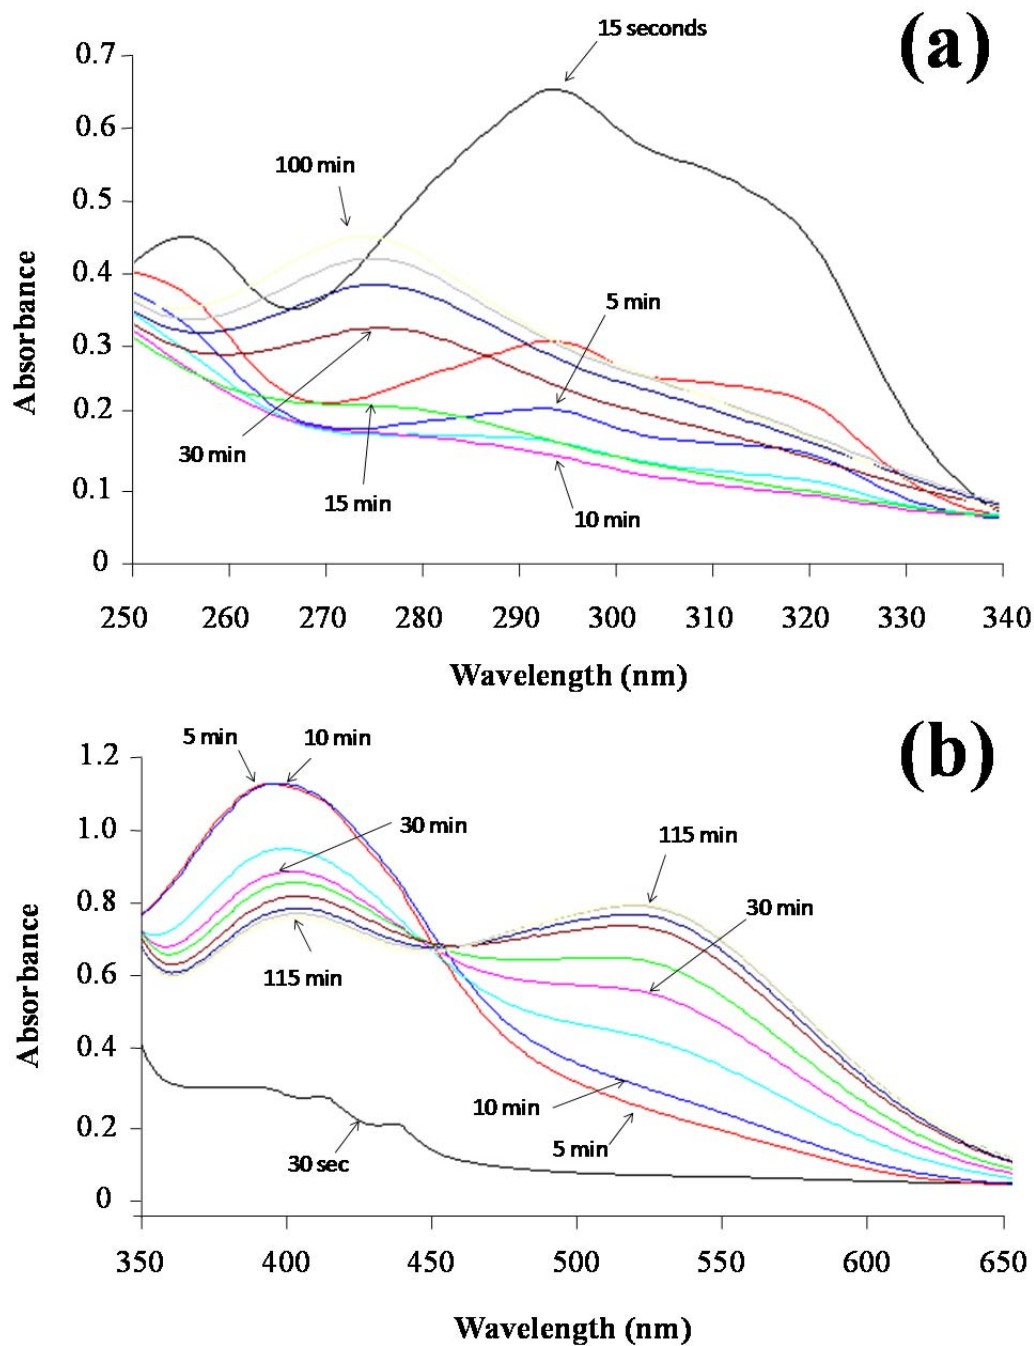 (a)
15 seconds
0.7
0.6
100 min
0.5
0.4
5 min
0.3
0.2
30 min
15 min
10 min
0.1
0
Absorbance
250 260 270 280 290 300 310 320 330 340
Wavelength (nm)
(b)
5 min 10 min
1.2
30 min
115 min
1.0
0.8
30 min
115 min
0.6
0.4
10 min
5 min
0.2
30 sec
0
Absorbance
350 400 450 500 550 600 650
Wavelength (nm)